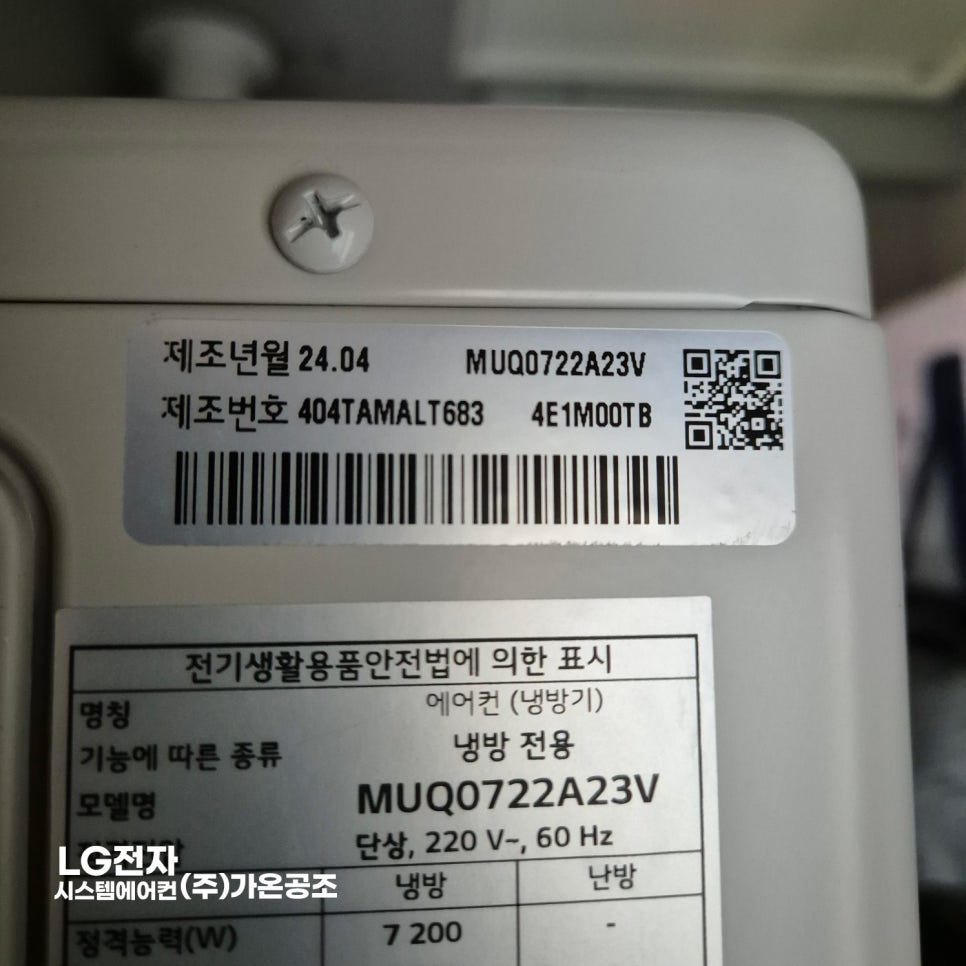 제조년월 24.04 MUQ0722A23V
제조번호 404TAMALT683 4E1M00TB
전기생활용품안전법에 의한 표시
명칭 에어컨 (냉방기)
기능에 따른 종류 냉방 전용
모델명 MUQ0722A23V
단상, 220 V~, 60 Hz
냉방 난방
정격능력(W) 7 200 -
LG전자
시스템에어컨 (주)가온공조